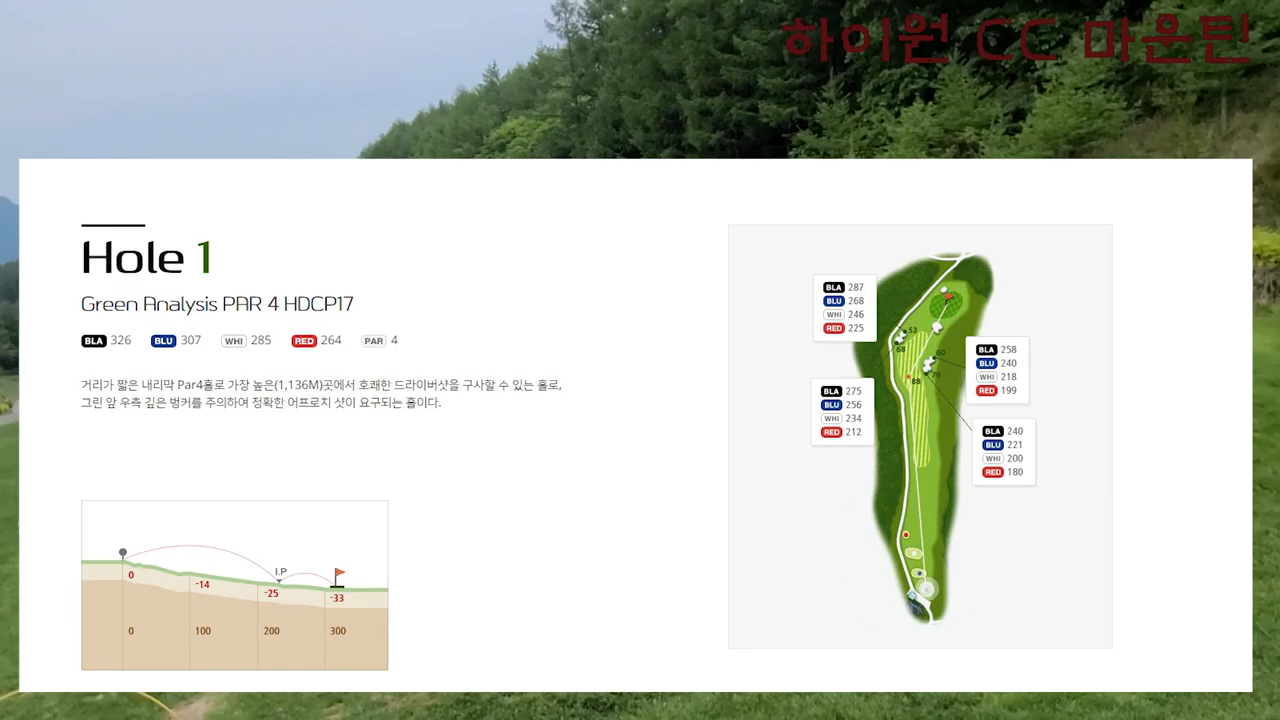 하이원 CC 마운틴
Hole 1
Green Analysis PAR 4 HDCP17
BLA 326 BLU 307 WHI 285 RED 264 PAR 4
거리가 짧은 내리막 Par4홀로 가장 높은(1,136M)곳에서 호쾌한 드라이버샷을 구사할 수 있는 홀로,
그린 앞 우측 깊은 벙커를 주의하여 정확한 어프로치 샷이 요구되는 홀이다.
I.P
0 -14 -25 -33
0 100 200 300
BLA 287
BLU 268
WHI 246
RED 225
53
68
60
70
88
BLA 258
BLU 240
WHI 218
RED 199
BLA 275
BLU 256
WHI 234
RED 212
BLA 240
BLU 221
WHI 200
RED 180